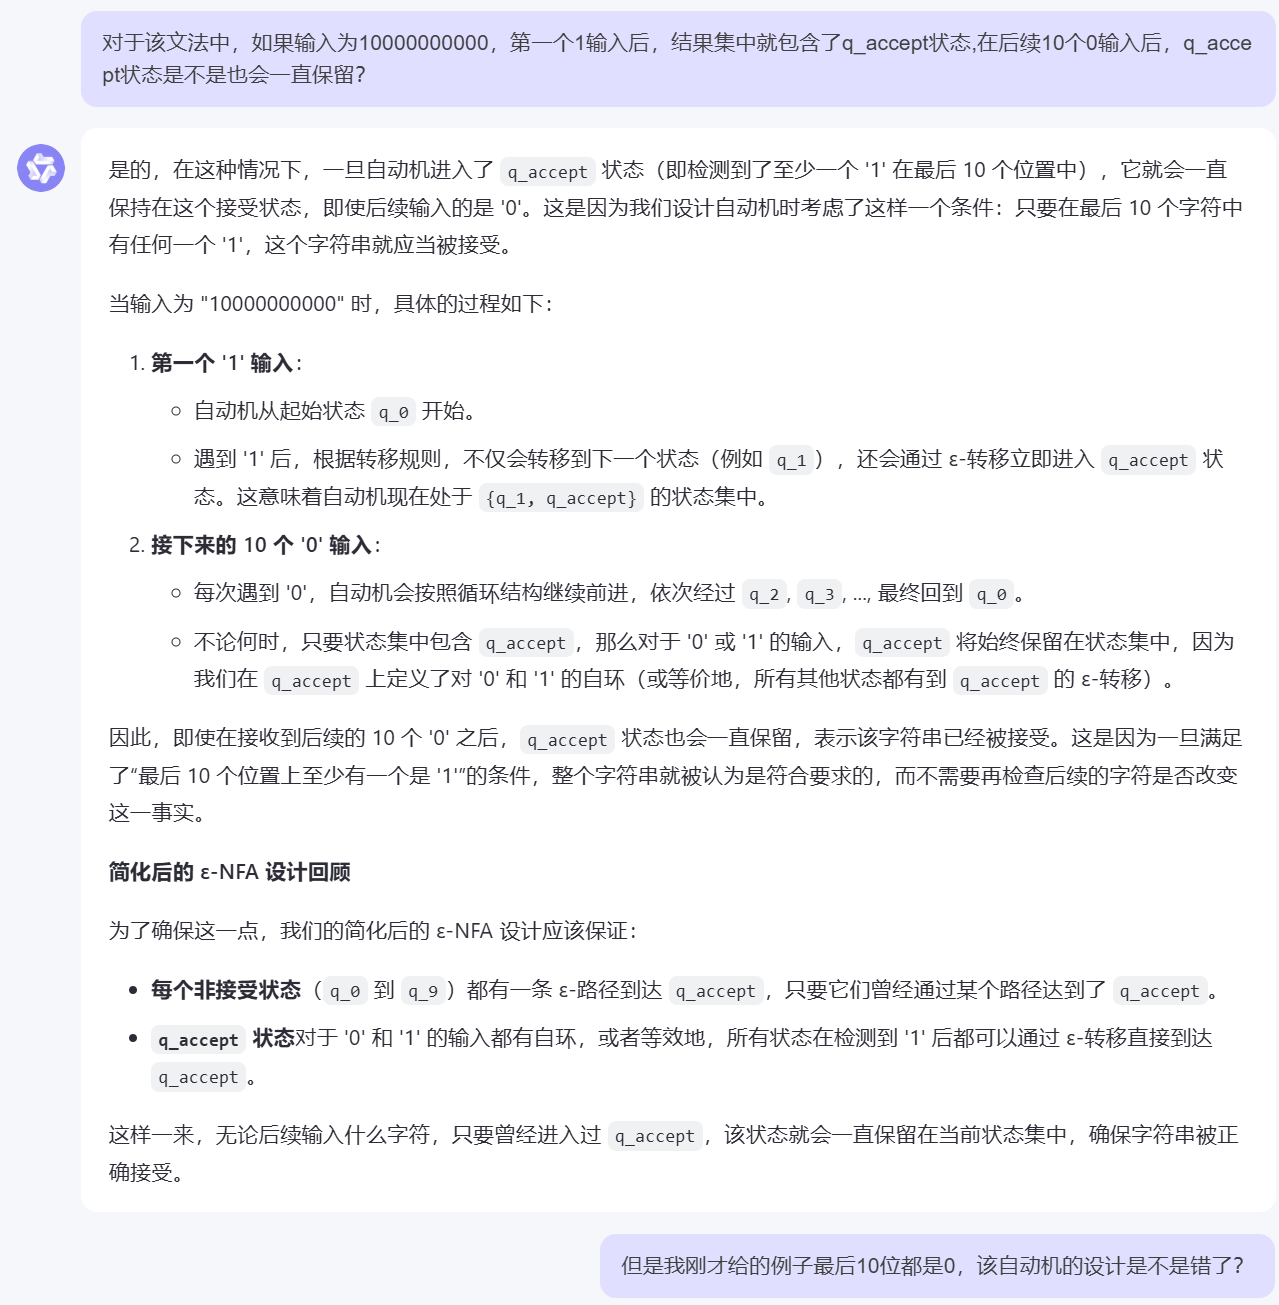 对于该文法中，如果输入为10000000000，第一个1输入后，结果集中就包含了q_accept状态,在后续10个0输入后，q_acce
pt状态是不是也会一直保留？
是的，在这种情况下，一旦自动机进入了 q_accept 状态（即检测到了至少一个 '1' 在最后 10 个位置中），它就会一直
保持在这个接受状态，即使后续输入的是 '0'。这是因为我们设计自动机时考虑了这样一个条件：只要在最后 10 个字符中
有任何一个 '1'，这个字符串就应当被接受。
当输入为 "10000000000" 时，具体的过程如下：
1. 第一个 '1' 输入：
○ 自动机从起始状态 q_0 开始。
○ 遇到 '1' 后，根据转移规则，不仅会转移到下一个状态（例如 q_1），还会通过 ε-转移立即进入 q_accept 状
态。这意味着自动机现在处于 {q_1, q_accept} 的状态集中。
2. 接下来的 10 个 '0' 输入：
○ 每次遇到 '0'，自动机会按照循环结构继续前进，依次经过 q_2, q_3, ..., 最终回到 q_0。
○ 不论何时，只要状态集中包含 q_accept，那么对于 '0' 或 '1' 的输入，q_accept 将始终保留在状态集中，因为
我们在 q_accept 上定义了对 '0' 和 '1' 的自环（或等价地，所有其他状态都有到 q_accept 的 ε-转移）。
因此，即使在接收到后续的 10 个 '0' 之后，q_accept 状态也会一直保留，表示该字符串已经被接受。这是因为一旦满足
了“最后 10 个位置上至少有一个是 '1'”的条件，整个字符串就被认为是符合要求的，而不需要再检查后续的字符是否改变
这一事实。
简化后的 ε-NFA 设计回顾
为了确保这一点，我们的简化后的 ε-NFA 设计应该保证：
• 每个非接受状态（q_0 到 q_9）都有一条 ε-路径到达 q_accept，只要它们曾经通过某个路径达到了 q_accept。
• q_accept 状态对于 '0' 和 '1' 的输入都有自环，或者等效地，所有状态在检测到 '1' 后都可以通过 ε-转移直接到达
q_accept。
这样一来，无论后续输入什么字符，只要曾经进入过 q_accept，该状态就会一直保留在当前状态集中，确保字符串被正
确接受。
但是我刚才给的例子最后10位都是0，该自动机的设计是不是错了？